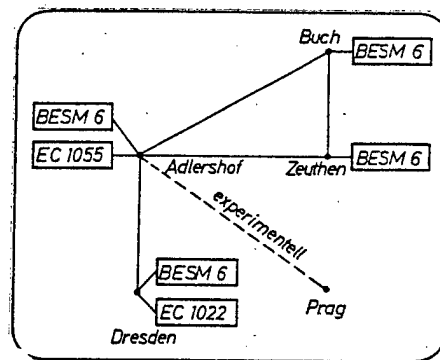 Buch
BESM 6
BESM 6
EC 1055
Adlershof
Zeuthen
BESM 6
experimentell
BESM 6
EC 1022
Dresden
Prag